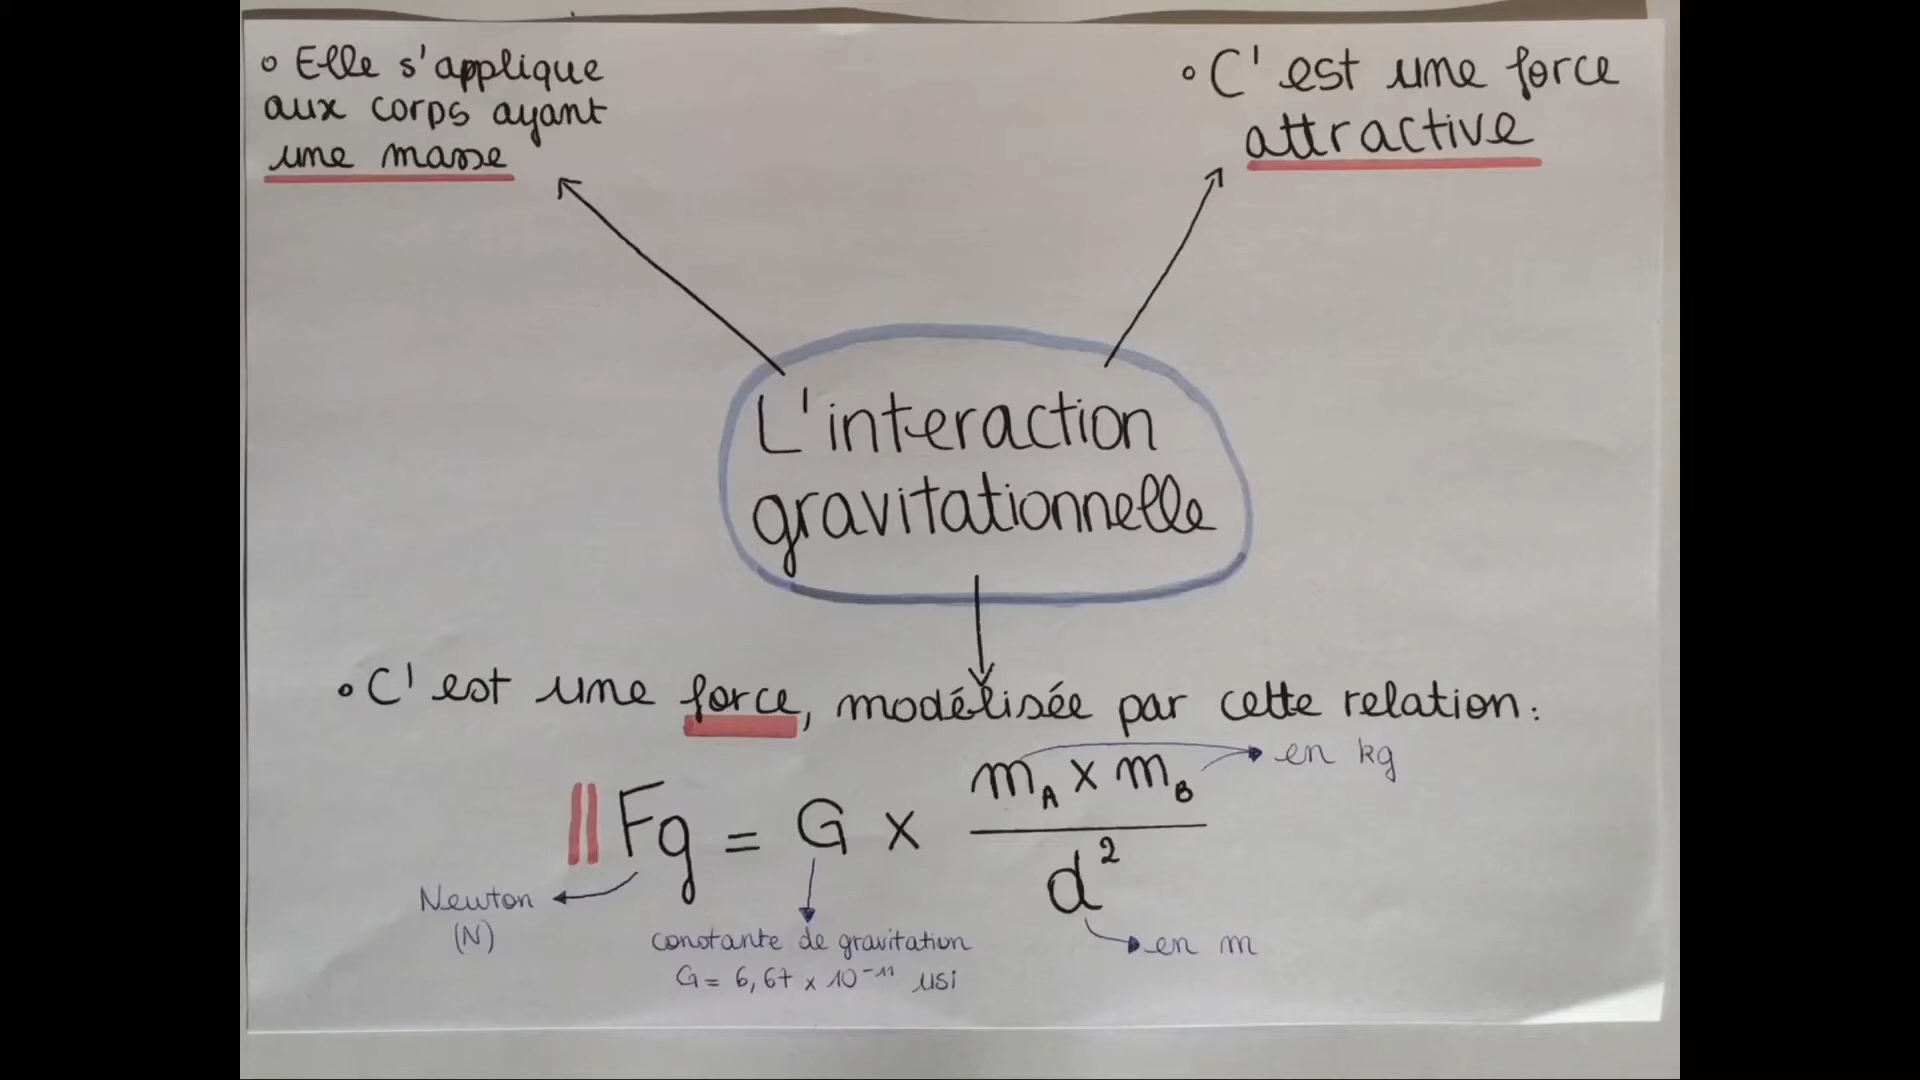 • Elle s'applique
aux corps ayant
une masse
• C'est une force
attractive
L'interaction
gravitationnelle
• C'est une force, modélisée par cette relation :
Fg = G × (mA × mB) / d²
en kg
Newton
(N)
constante de gravitation
G = 6,67 × 10⁻¹¹ usi
en m